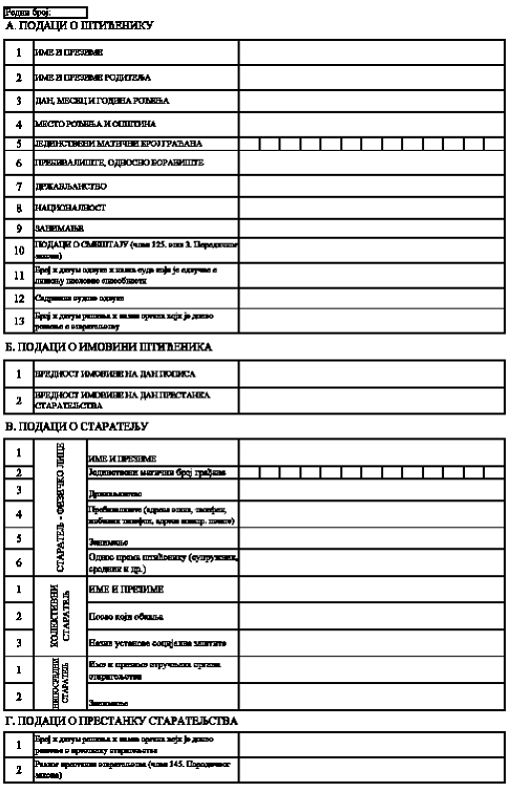 Редни број:
А. ПОДАЦИ О ШТИЋЕНИКУ
1 ИМЕ И ПРЕЗИМЕ
2 ИМЕ И ПРЕЗИМЕ РОДИТЕЉА
3 ДАН, МЕСЕЦ И ГОДИНА РОЂЕЊА
4 МЕСТО РОЂЕЊА И ОПШТИНА
5 ЈЕДИНСТВЕНИ МАТИЧНИ БРОЈ ГРАЂАНА
6 ПРЕБИВАЛИШТЕ, ОДНОСНО БОРАВИШТЕ
7 ДРЖАВЉАНСТВО
8 НАЦИОНАЛНОСТ
9 ЗАНИМАЊЕ
10 ПОДАЦИ О СМЕШТАЈУ (члан 125. став 3. Породичног
закона)
11 Број и датум одлуке и назив суда који је одлучио о
лишењу пословне способности
12 Садржина судске одлуке
13 Број и датум решења и назив органа који је донео
решење о старатељству
Б. ПОДАЦИ О ИМОВИНИ ШТИЋЕНИКА
1 ВРЕДНОСТ ИМОВИНЕ НА ДАН ПОПИСА
2 ВРЕДНОСТ ИМОВИНЕ НА ДАН ПРЕСТАНКА
СТАРАТЕЉСТВА
В. ПОДАЦИ О СТАРАТЕЉУ
СТАРАТЕЉ - ФИЗИЧКО ЛИЦЕ
1 ИМЕ И ПРЕЗИМЕ
2 Јединствени матични број грађана
3 Држављанство
4 Пребивалиште (адреса стана, телефон,
мобилни телефон, адреса електр. поште)
5 Занимање
6 Однос према штићенику (супружник,
сродник и др.)
КОЛЕКТИВНИ
СТАРАТЕЉ
1 ИМЕ И ПРЕЗИМЕ
2 Посао који обавља
3 Назив установе социјалне заштите
НЕПОСРЕДНИ
СТАРАТЕЉ
1 Име и презиме стручњака органа
старатељства
2 Занимање
Г. ПОДАЦИ О ПРЕСТАНКУ СТАРАТЕЉСТВА
1 Број и датум решења и назив органа који је донео
решење о престанку старатељства
2 Разлог престанка старатељства (члан 145. Породичног
закона)